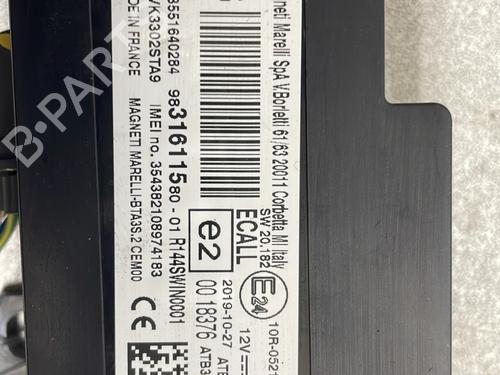 neti Marelli SpA V.Borletti 61/63 20011 Corbetta MI Italy
SW 20.182
ECALL
E24
10R-0521
12V
e2
2019-10-27
00 18376
3551640284
9831611580-01 R144SWIN0001
VK3302STA9
IMEI no. 354382108974183
DE IN FRANCE
MAGNETI MARELLI-BTA3S.2 CEM00
CE
B-Parts